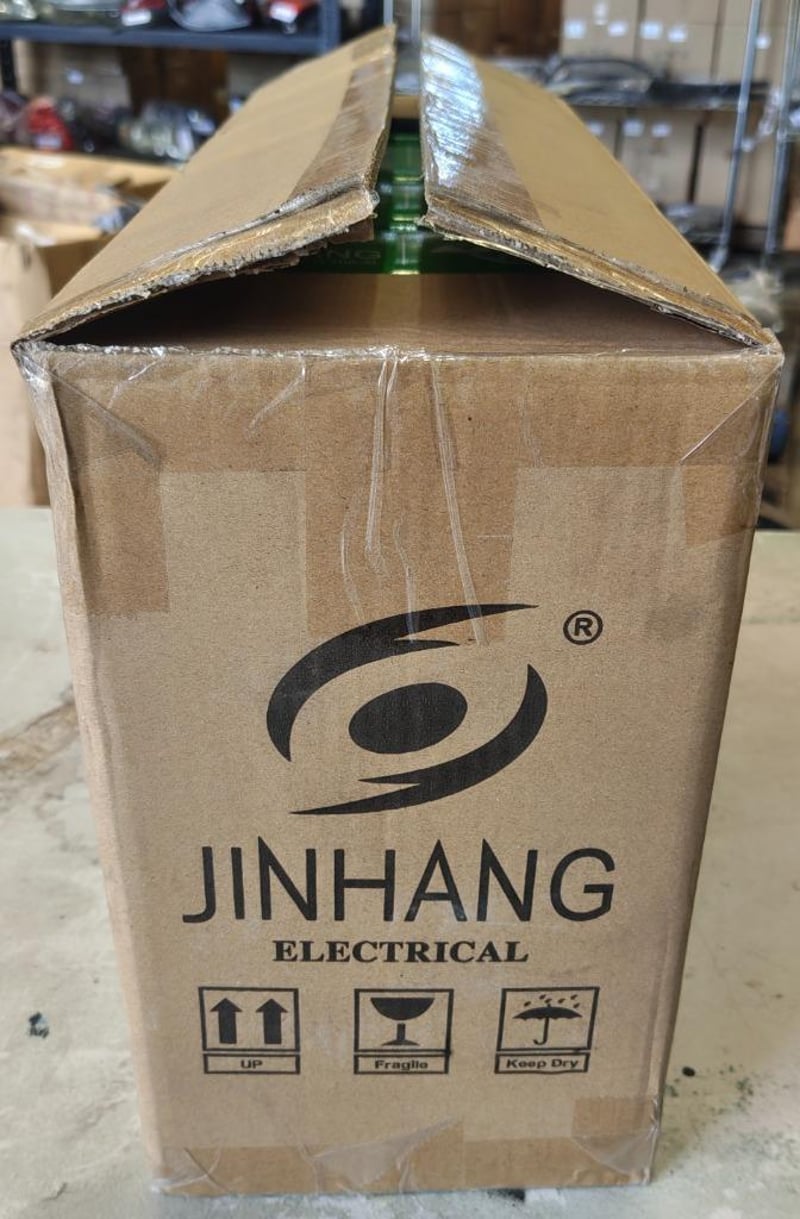 ®
JINHANG
ELECTRICAL
UP
Fragile
Keep Dry